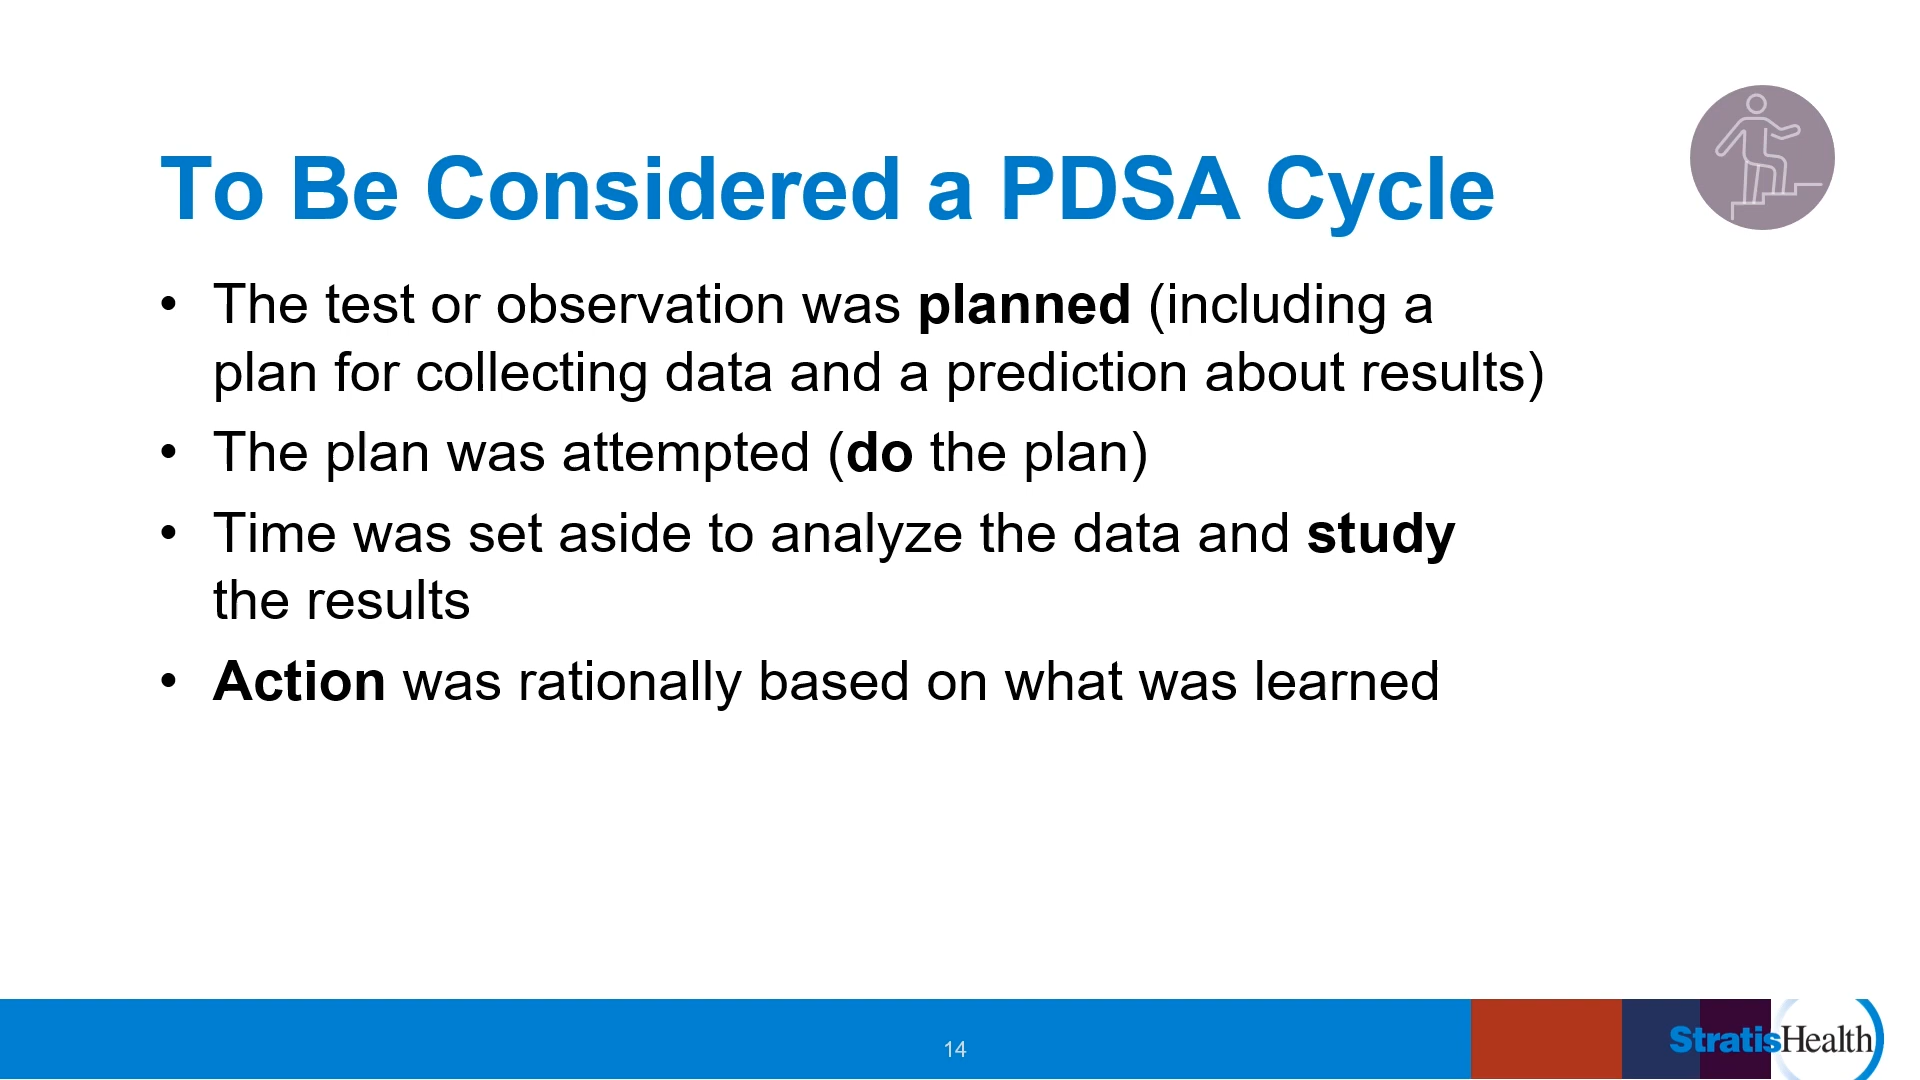 To Be Considered a PDSA Cycle
• The test or observation was planned (including a
plan for collecting data and a prediction about results)
• The plan was attempted (do the plan)
• Time was set aside to analyze the data and study
the results
• Action was rationally based on what was learned
14
StratisHealth